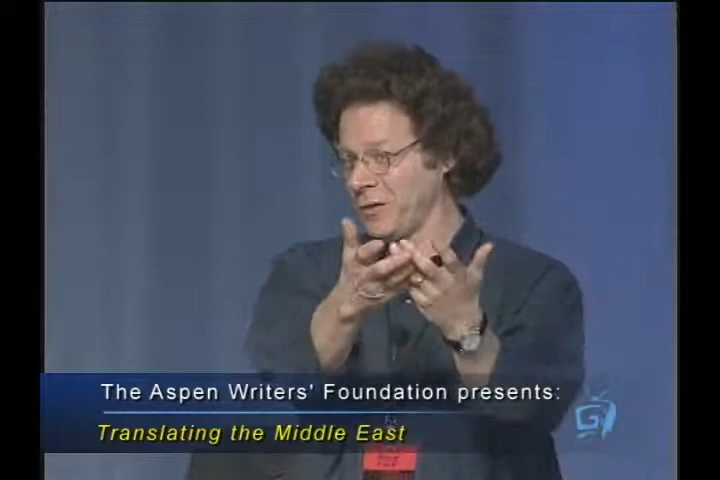 The Aspen Writers' Foundation presents:
Translating the Middle East